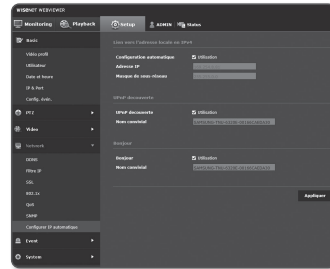 WISENET WEBVIEWER
Monitoring
Playback
Setup
ADMIN
Status
Basic
Vidéo profil
Utilisateur
Date et heure
IP & Port
Config. évén.
PTZ
Video
Network
DDNS
Filtre IP
SSL
802.1x
QoS
SNMP
Configurer IP automatique
Event
System
Lien vers l'adresse locale en IPv4
Configuration automatique
Utilisation
Adresse IP
Masque de sous-réseau
UPnP découverte
UPnP découverte
Utilisation
Nom convivial
Bonjour
Bonjour
Utilisation
Nom convivial
Appliquer